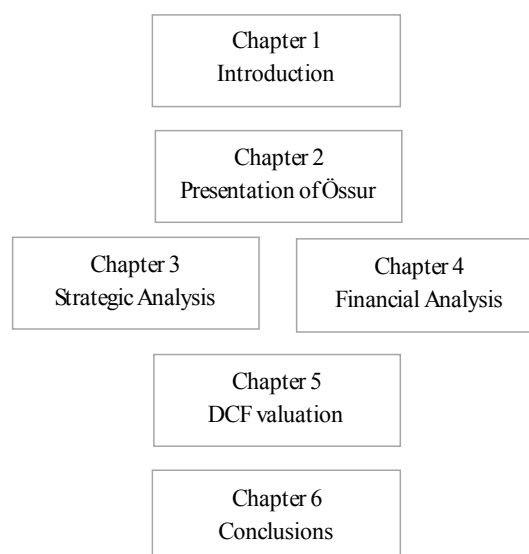 Chapter 1
Introduction
Chapter 2
Presentation of Össur
Chapter 3
Strategic Analysis
Chapter 4
Financial Analysis
Chapter 5
DCF valuation
Chapter 6
Conclusions